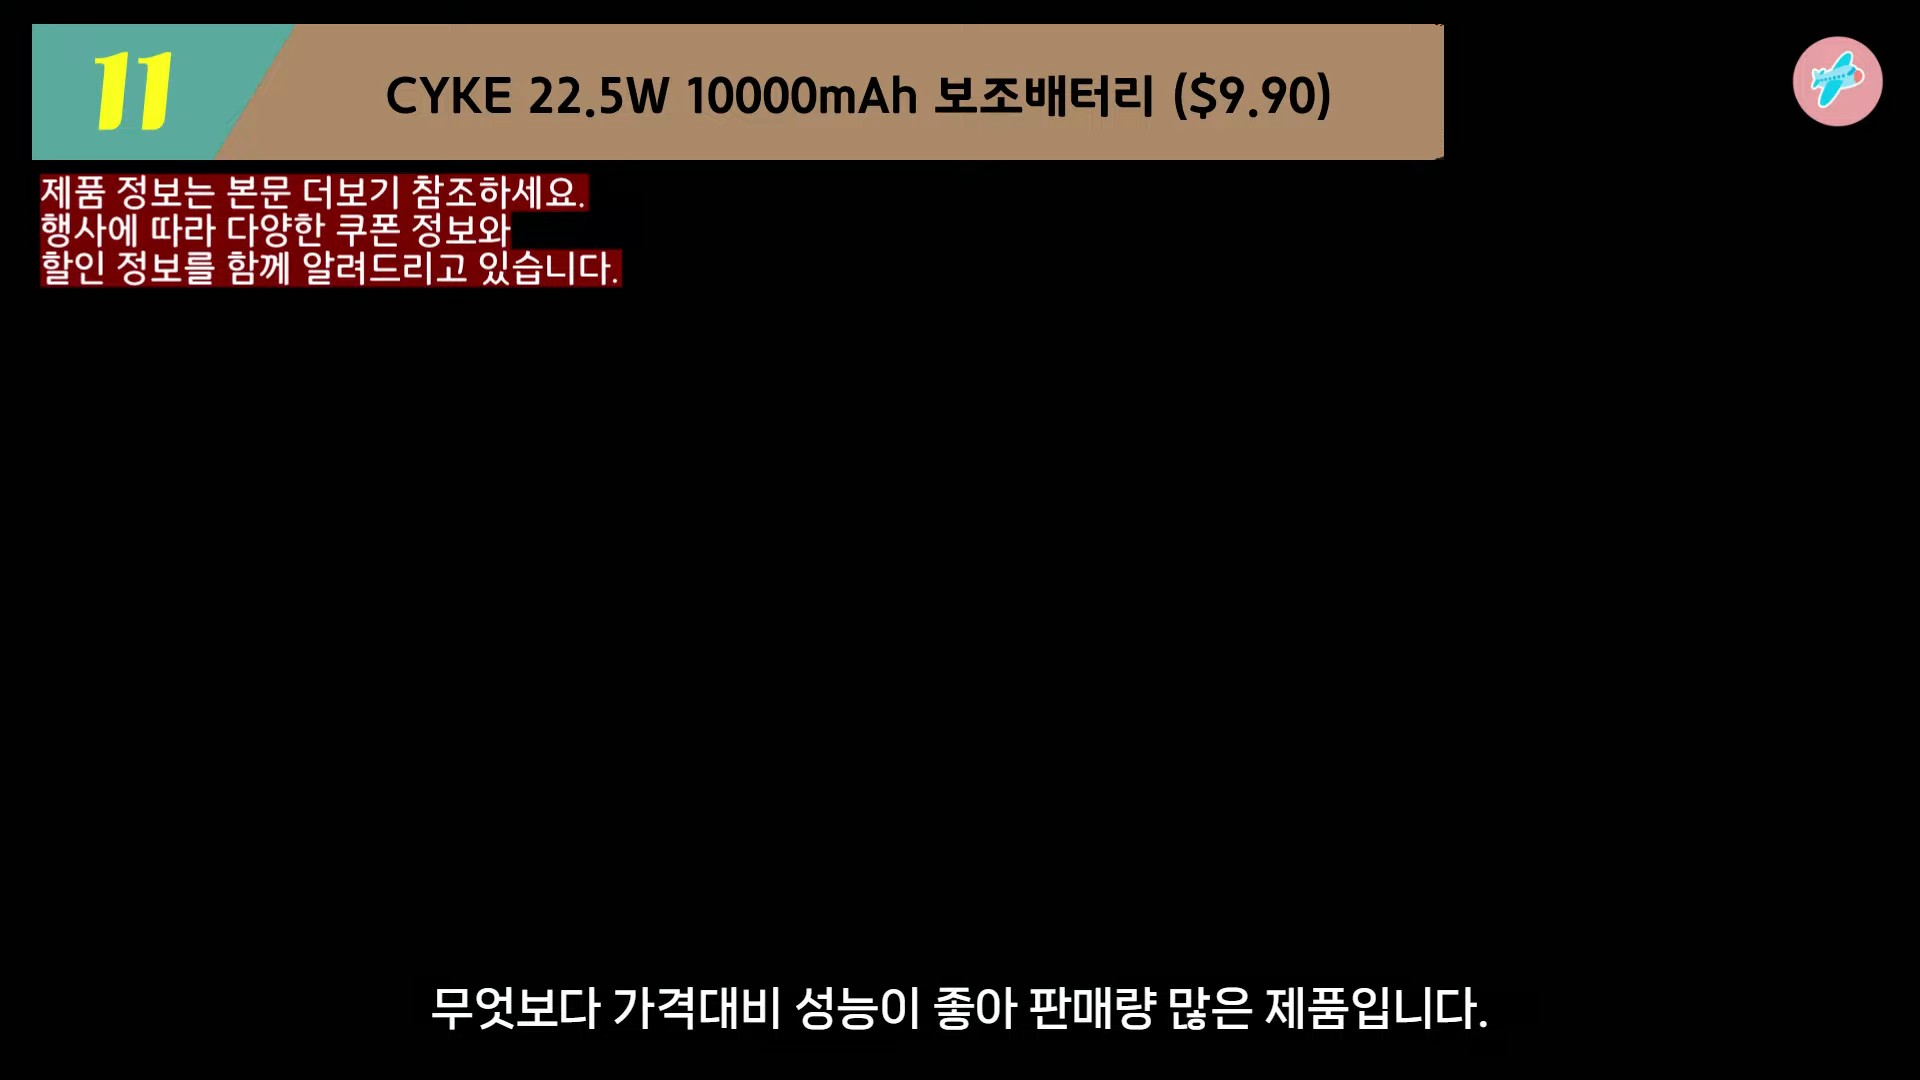 11
CYKE 22.5W 10000mAh 보조배터리 ($9.90)
제품 정보는 본문 더보기 참조하세요.
행사에 따라 다양한 쿠폰 정보와
할인 정보를 함께 알려드리고 있습니다.
무엇보다 가격대비 성능이 좋아 판매량 많은 제품입니다.